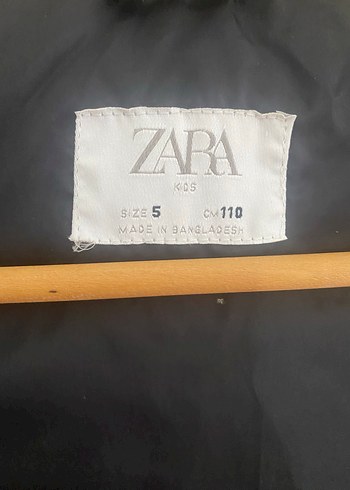 ZARA
KIDS
SIZE 5 CM 110
MADE IN BANGLADESH